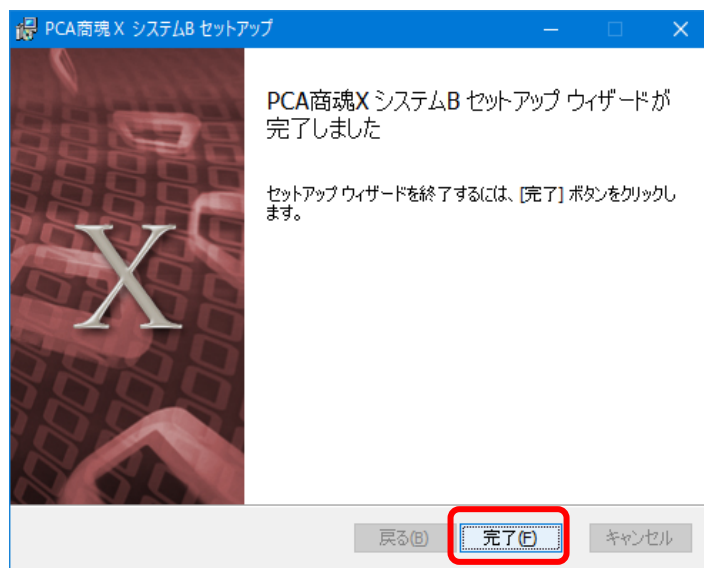 PCA商魂X システムB セットアップ
PCA商魂X システムB セットアップ ウィザードが
完了しました
セットアップ ウィザードを終了するには、[完了] ボタンをクリックし
ます。
X
戻る(B) 完了(F) キャンセル